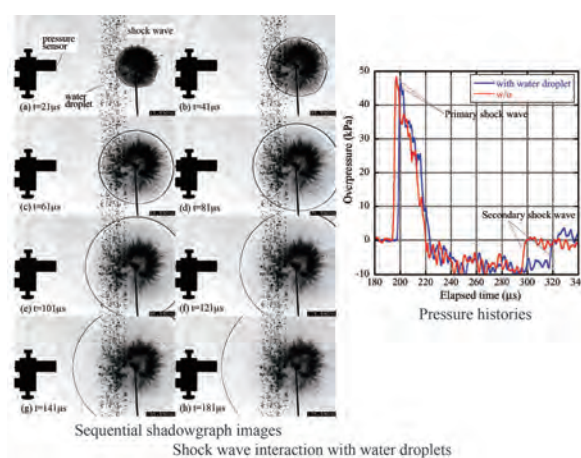 pressure
sensor
shock wave
water
droplet
(a) t=21μs
(b) t=41μs
(c) t=61μs
(d) t=81μs
(e) t=101μs
(f) t=121μs
(g) t=141μs
(h) t=181μs
Sequential shadowgraph images
50
40
30
20
10
0
-10
Overpressure (kPa)
with water droplet
w/o
Primary shock wave
Secondary shock wave
180 200 220 240 260 280 300 320 340
Elapsed time (μs)
Pressure histories
Shock wave interaction with water droplets